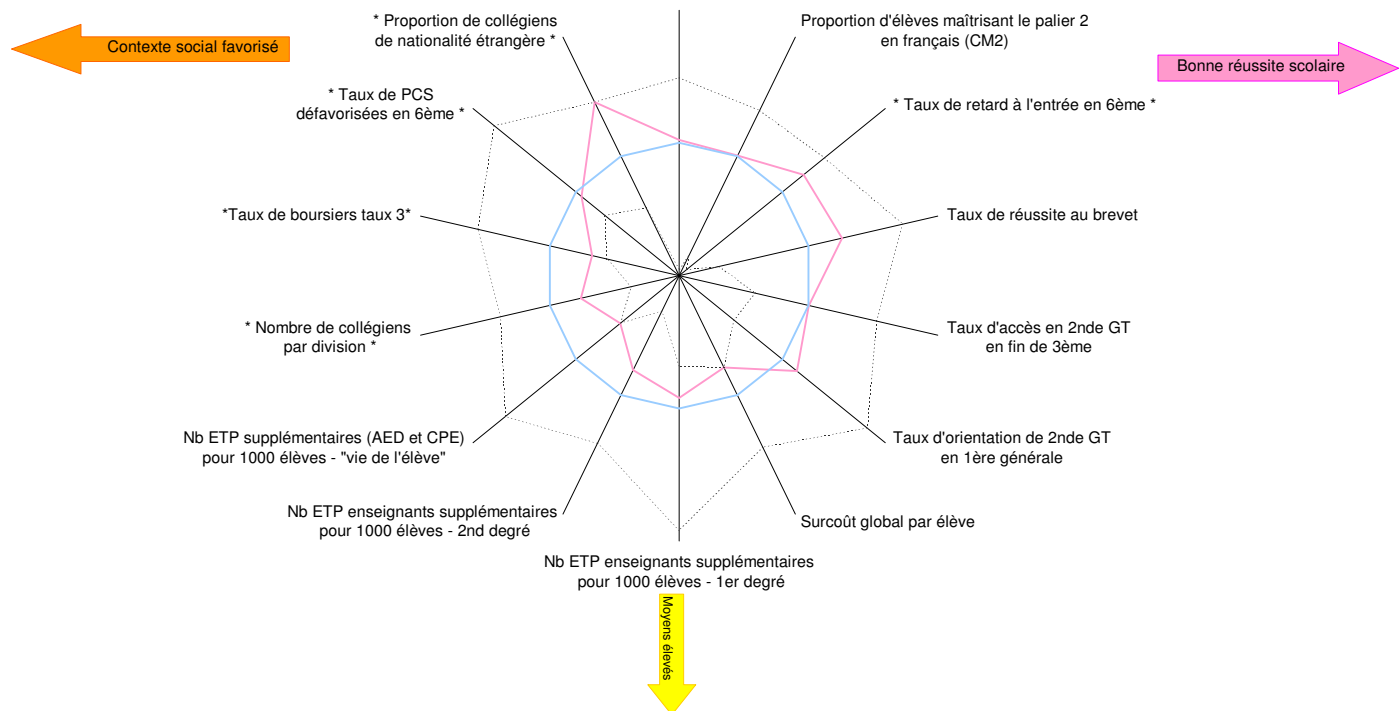 * Proportion de collégiens
de nationalité étrangère *
Proportion d'élèves maîtrisant le palier 2
en français (CM2)
Contexte social favorisé
Bonne réussite scolaire
* Taux de PCS
défavorisées en 6ème *
* Taux de retard à l'entrée en 6ème *
*Taux de boursiers taux 3*
Taux de réussite au brevet
* Nombre de collégiens
par division *
Taux d'accès en 2nde GT
en fin de 3ème
Nb ETP supplémentaires (AED et CPE)
pour 1000 élèves - "vie de l'élève"
Taux d'orientation de 2nde GT
en 1ère générale
Nb ETP enseignants supplémentaires
pour 1000 élèves - 2nd degré
Surcoût global par élève
Nb ETP enseignants supplémentaires
pour 1000 élèves - 1er degré
Moyens élevés